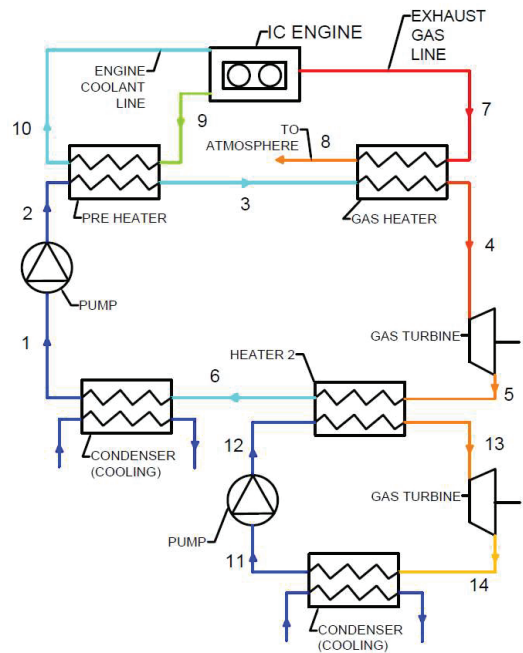 IC ENGINE
EXHAUST
GAS
LINE
ENGINE
COOLANT
LINE
10
9
TO
ATMOSPHERE
8
7
2
PRE HEATER
3
GAS HEATER
4
PUMP
1
GAS TURBINE
HEATER 2
6
5
12
13
CONDENSER
(COOLING)
GAS TURBINE
PUMP
11
14
CONDENSER
(COOLING)